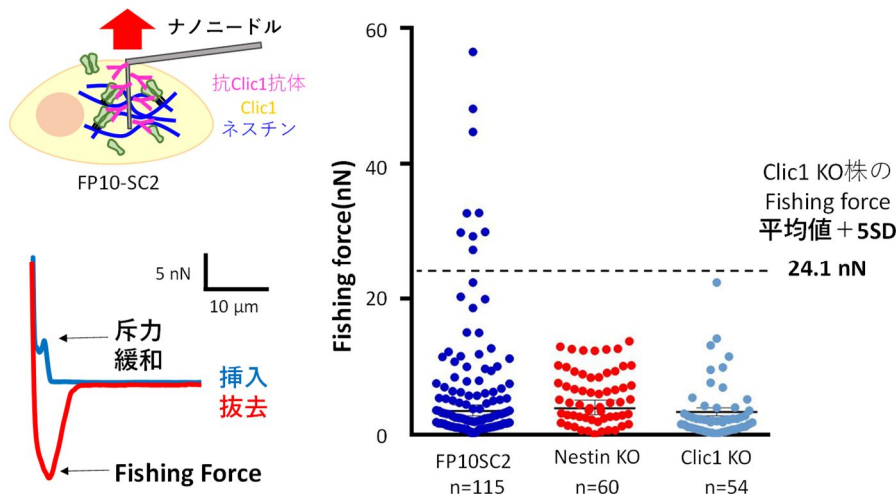 ナノニードル
抗Clic1抗体
Clic1
ネスチン
FP10-SC2
5 nN
10 μm
斥力
緩和
挿入
抜去
Fishing Force
Fishing force(nN)
60
40
20
0
FP10SC2
n=115
Nestin KO
n=60
Clic1 KO
n=54
Clic1 KO株の
Fishing force
平均値+5SD
24.1 nN